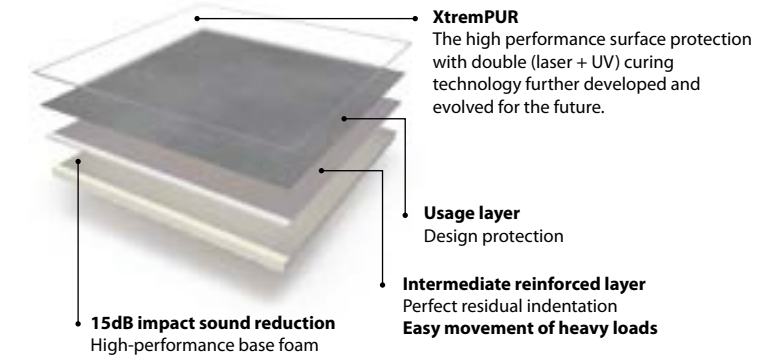 XtremPUR
The high performance surface protection
with double (laser + UV) curing
technology further developed and
evolved for the future.
Usage layer
Design protection
Intermediate reinforced layer
Perfect residual indentation
Easy movement of heavy loads
15dB impact sound reduction
High-performance base foam